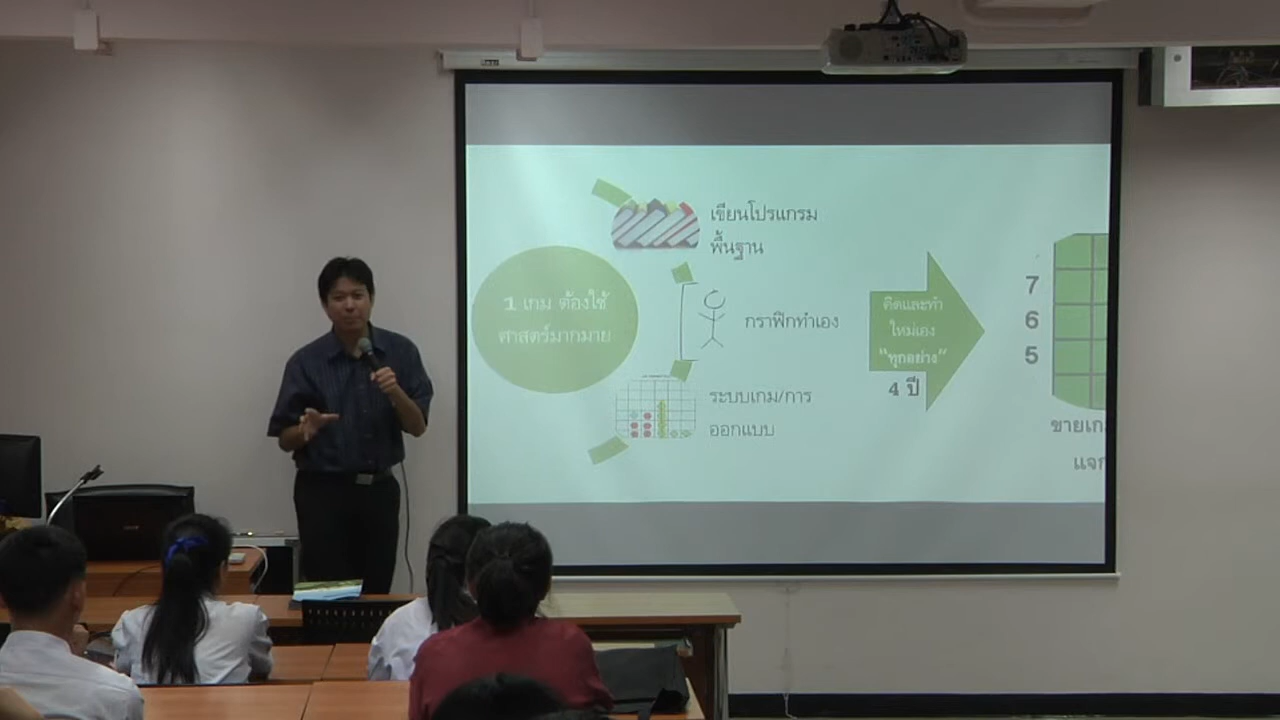 เขียนโปรแกรม
พื้นฐาน
1 เกม ต้องใช้
ศาสตร์มากมาย
กราฟิกทำเอง
ระบบเกม/การ
ออกแบบ
คิดและทำ
ใหม่เอง
“ทุกอย่าง”
4 ปี
7
6
5
ขายเก
แจก